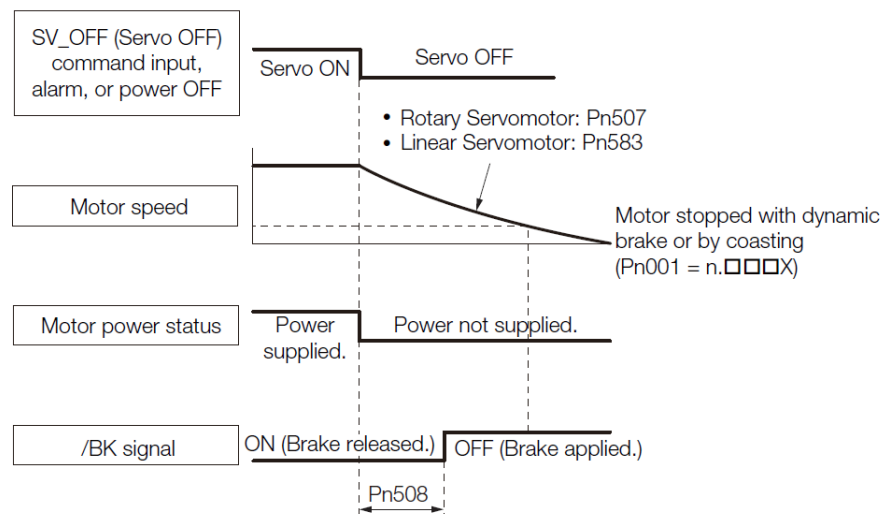 SV_OFF (Servo OFF)
command input,
alarm, or power OFF
Servo ON
Servo OFF
• Rotary Servomotor: Pn507
• Linear Servomotor: Pn583
Motor speed
Motor stopped with dynamic
brake or by coasting
(Pn001 = n.□□□X)
Motor power status
Power
supplied.
Power not supplied.
/BK signal
ON (Brake released.)
OFF (Brake applied.)
Pn508